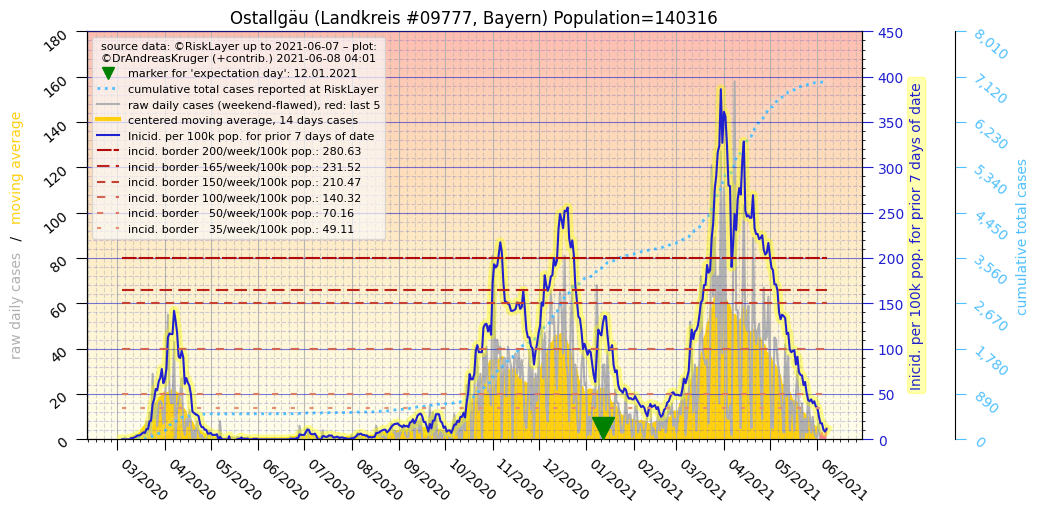 Ostallgäu (Landkreis #09777, Bayern) Population=140316
source data: ©RiskLayer up to 2021-06-07 – plot:
©DrAndreasKruger (+contrib.) 2021-06-08 04:01
marker for 'expectation day': 12.01.2021
cumulative total cases reported at RiskLayer
raw daily cases (weekend-flawed), red: last 5
centered moving average, 14 days cases
Inicid. per 100k pop. for prior 7 days of date
incid. border 200/week/100k pop.: 280.63
incid. border 165/week/100k pop.: 231.52
incid. border 150/week/100k pop.: 210.47
incid. border 100/week/100k pop.: 140.32
incid. border   50/week/100k pop.: 70.16
incid. border   35/week/100k pop.: 49.11
raw daily cases   /   moving average
180
160
140
120
100
80
60
40
20
0
450
400
350
300
250
200
150
100
50
0
Inicid. per 100k pop. for prior 7 days of date
8,010
7,120
6,230
5,340
4,450
3,560
2,670
1,780
890
0
cumulative total cases
03/2020
04/2020
05/2020
06/2020
07/2020
08/2020
09/2020
10/2020
11/2020
12/2020
01/2021
02/2021
03/2021
04/2021
05/2021
06/2021